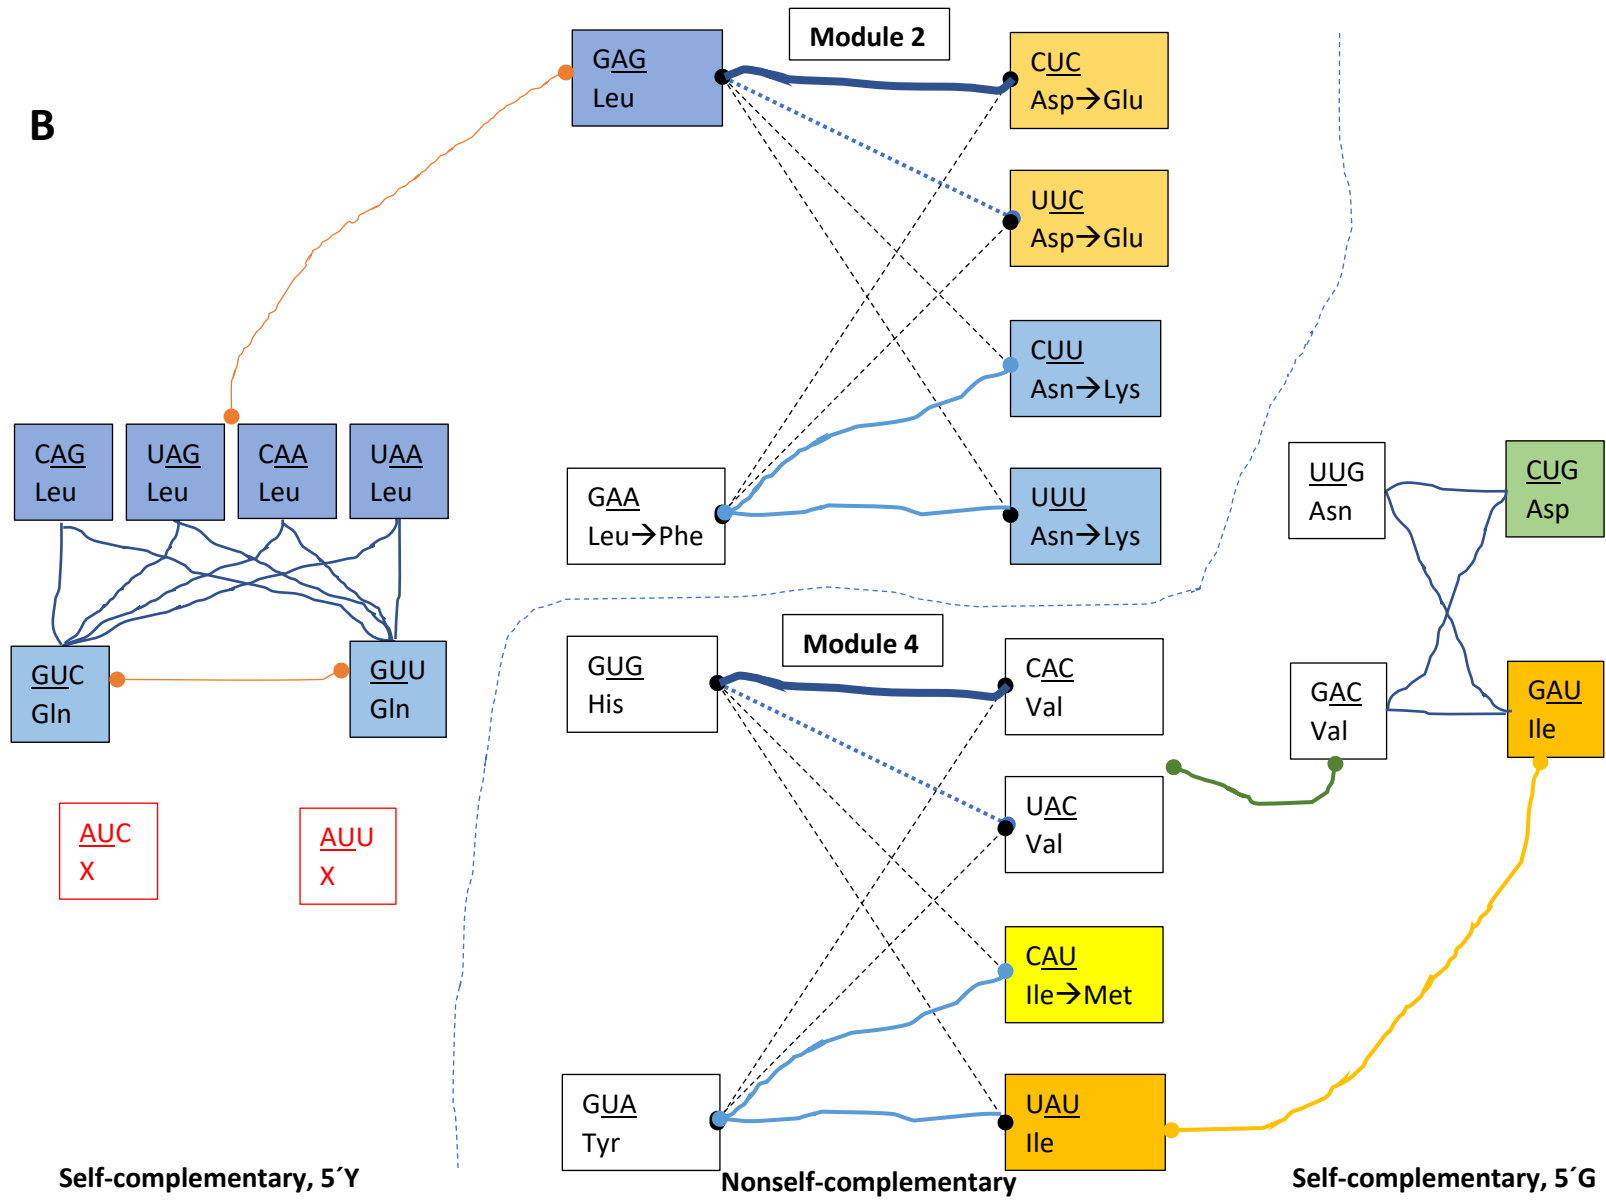 B
Module 2
GAG
Leu
CUC
Asp→Glu
UUC
Asp→Glu
CUU
Asn→Lys
GAA
Leu→Phe
UUU
Asn→Lys
CAG
Leu
UAG
Leu
CAA
Leu
UAA
Leu
GUC
Gln
GUU
Gln
AUC
X
AUU
X
UUG
Asn
CUG
Asp
GAC
Val
GAU
Ile
Module 4
GUG
His
CAC
Val
UAC
Val
CAU
Ile→Met
GUA
Tyr
UAU
Ile
Self-complementary, 5´Y
Nonself-complementary
Self-complementary, 5´G